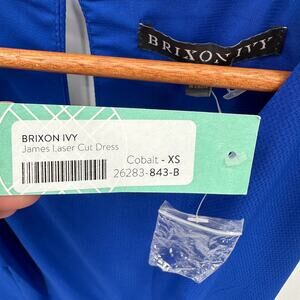 BRIXON IVY
BRIXON IVY
James Laser Cut Dress
Cobalt - XS
26283-843-B